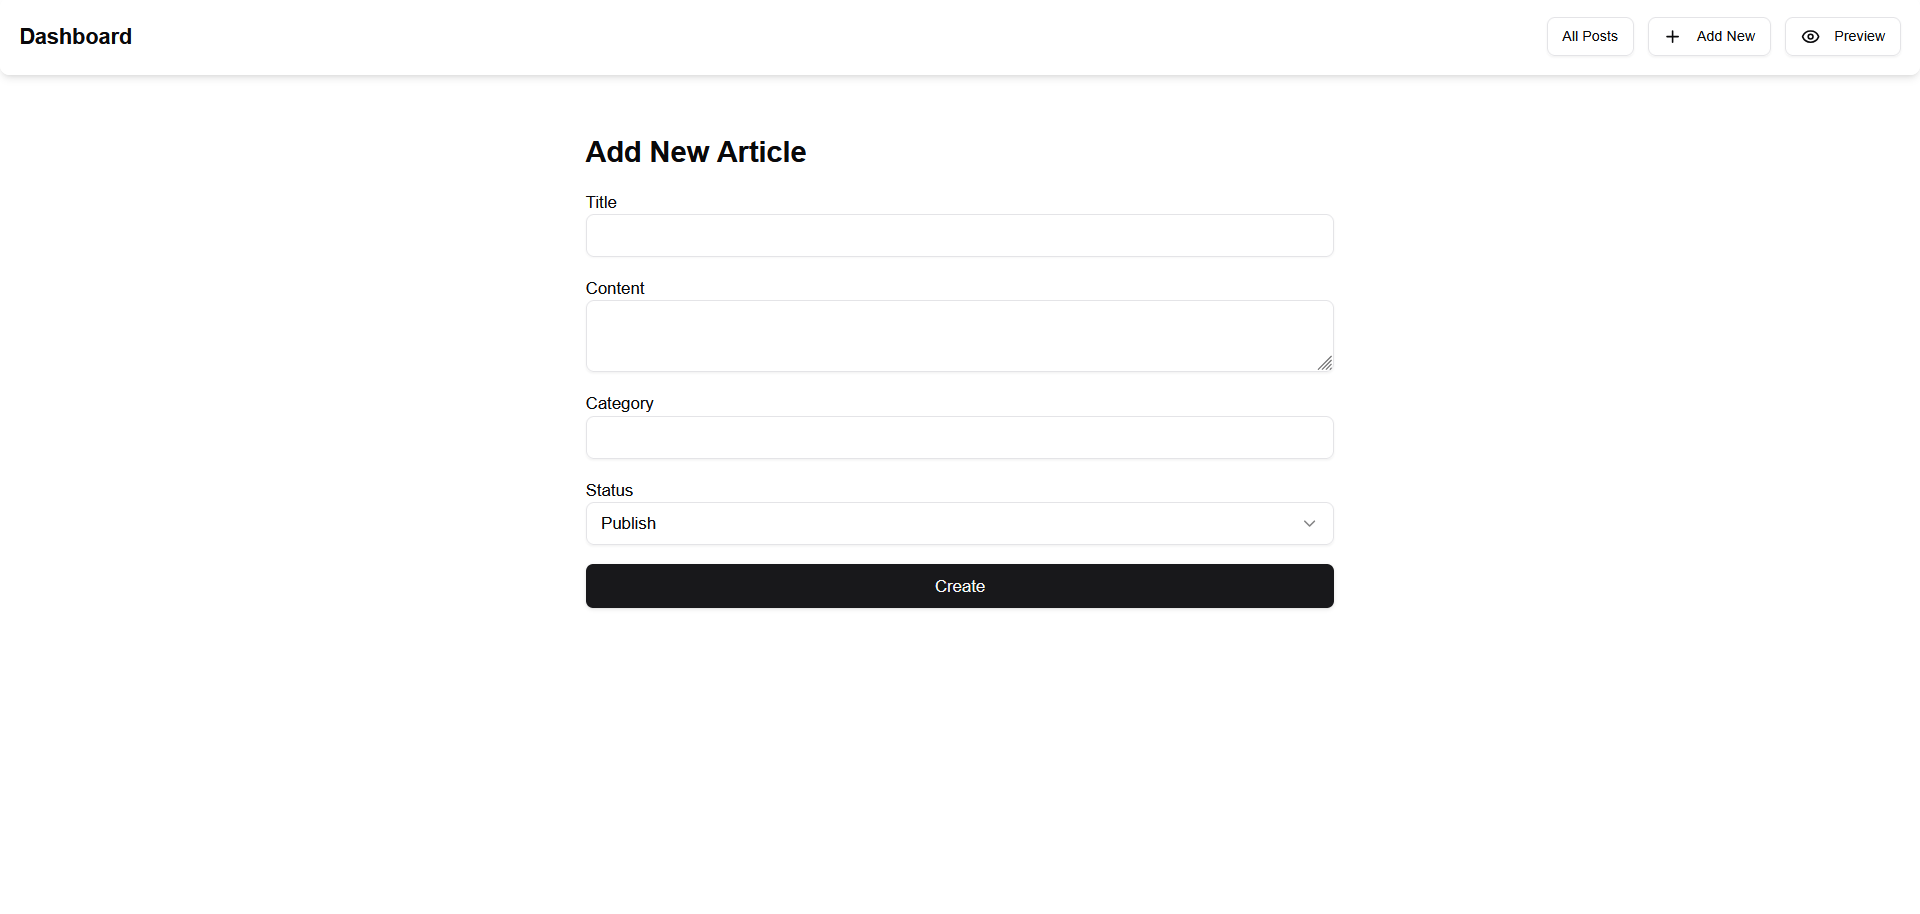 Dashboard
All Posts
Add New
Preview
Add New Article
Title
Content
Category
Status
Publish
Create